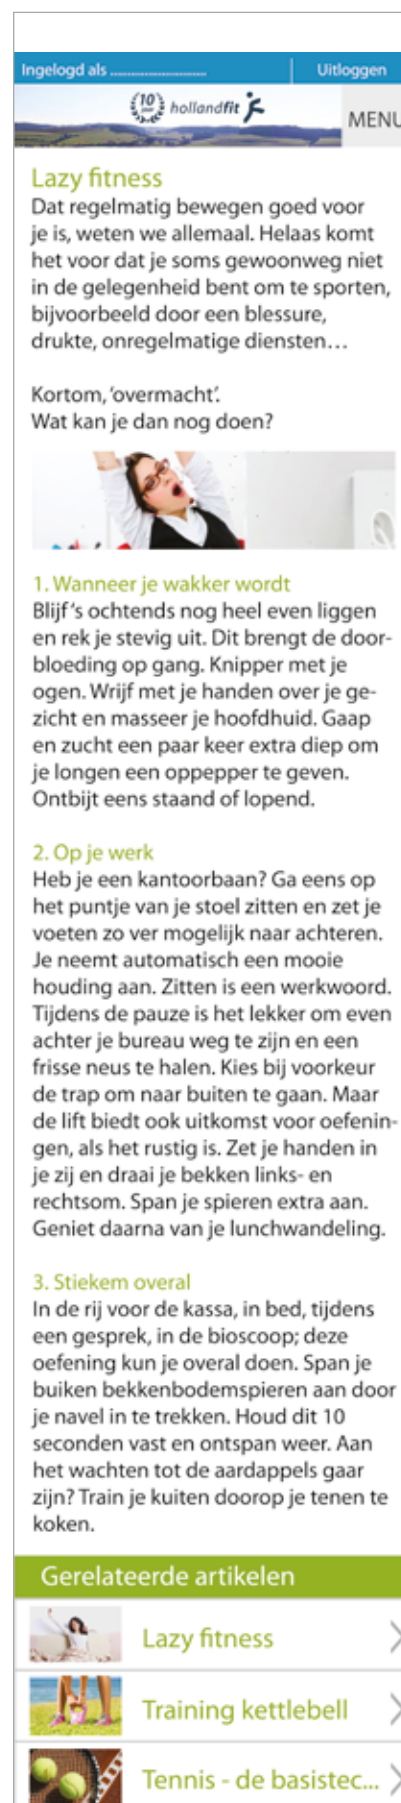 Ingelogd als ............................ Uitloggen
10 hollandfit
MENU
Lazy fitness
Dat regelmatig bewegen goed voor
je is, weten we allemaal. Helaas komt
het voor dat je soms gewoonweg niet
in de gelegenheid bent om te sporten,
bijvoorbeeld door een blessure,
drukte, onregelmatige diensten…
Kortom, ‘overmacht’.
Wat kan je dan nog doen?
1. Wanneer je wakker wordt
Blijf ‘s ochtends nog heel even liggen
en rek je stevig uit. Dit brengt de door-
bloeding op gang. Knipper met je
ogen. Wrijf met je handen over je ge-
zicht en masseer je hoofdhuid. Gaap
en zucht een paar keer extra diep om
je longen een oppepper te geven.
Ontbijt eens staand of lopend.
2. Op je werk
Heb je een kantoorbaan? Ga eens op
het puntje van je stoel zitten en zet je
voeten zo ver mogelijk naar achteren.
Je neemt automatisch een mooie
houding aan. Zitten is een werkwoord.
Tijdens de pauze is het lekker om even
achter je bureau weg te zijn en een
frisse neus te halen. Kies bij voorkeur
de trap om naar buiten te gaan. Maar
de lift biedt ook uitkomst voor oefenin-
gen, als het rustig is. Zet je handen in
je zij en draai je bekken links- en
rechtsom. Span je spieren extra aan.
Geniet daarna van je lunchwandeling.
3. Stiekem overal
In de rij voor de kassa, in bed, tijdens
een gesprek, in de bioscoop; deze
oefening kun je overal doen. Span je
buiken bekkenbodemspieren aan door
je navel in te trekken. Houd dit 10
seconden vast en ontspan weer. Aan
het wachten tot de aardappels gaar
zijn? Train je kuiten doorop je tenen te
koken.
Gerelateerde artikelen
Lazy fitness
Training kettlebell
Tennis - de basistec...